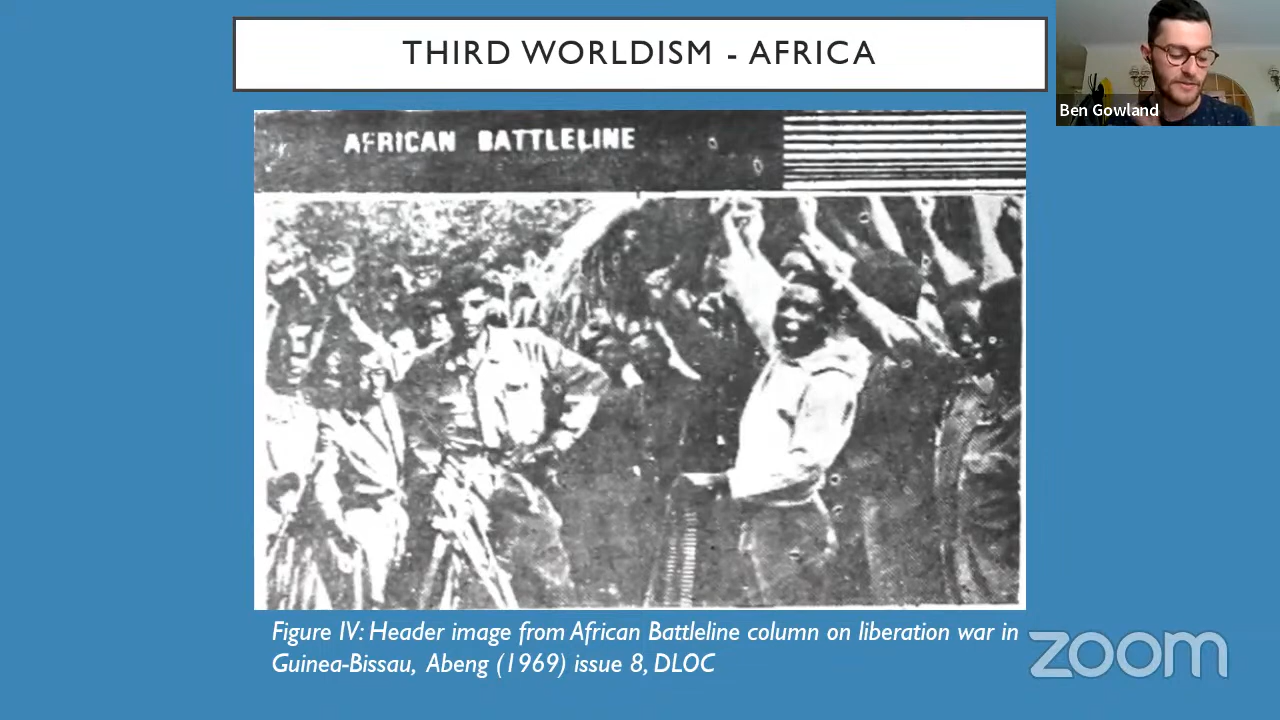 THIRD WORLDISM - AFRICA
Ben Gowland
AFRICAN BATTLELINE
Figure IV: Header image from African Battleline column on liberation war in
Guinea-Bissau, Abeng (1969) issue 8, DLOC
zoom